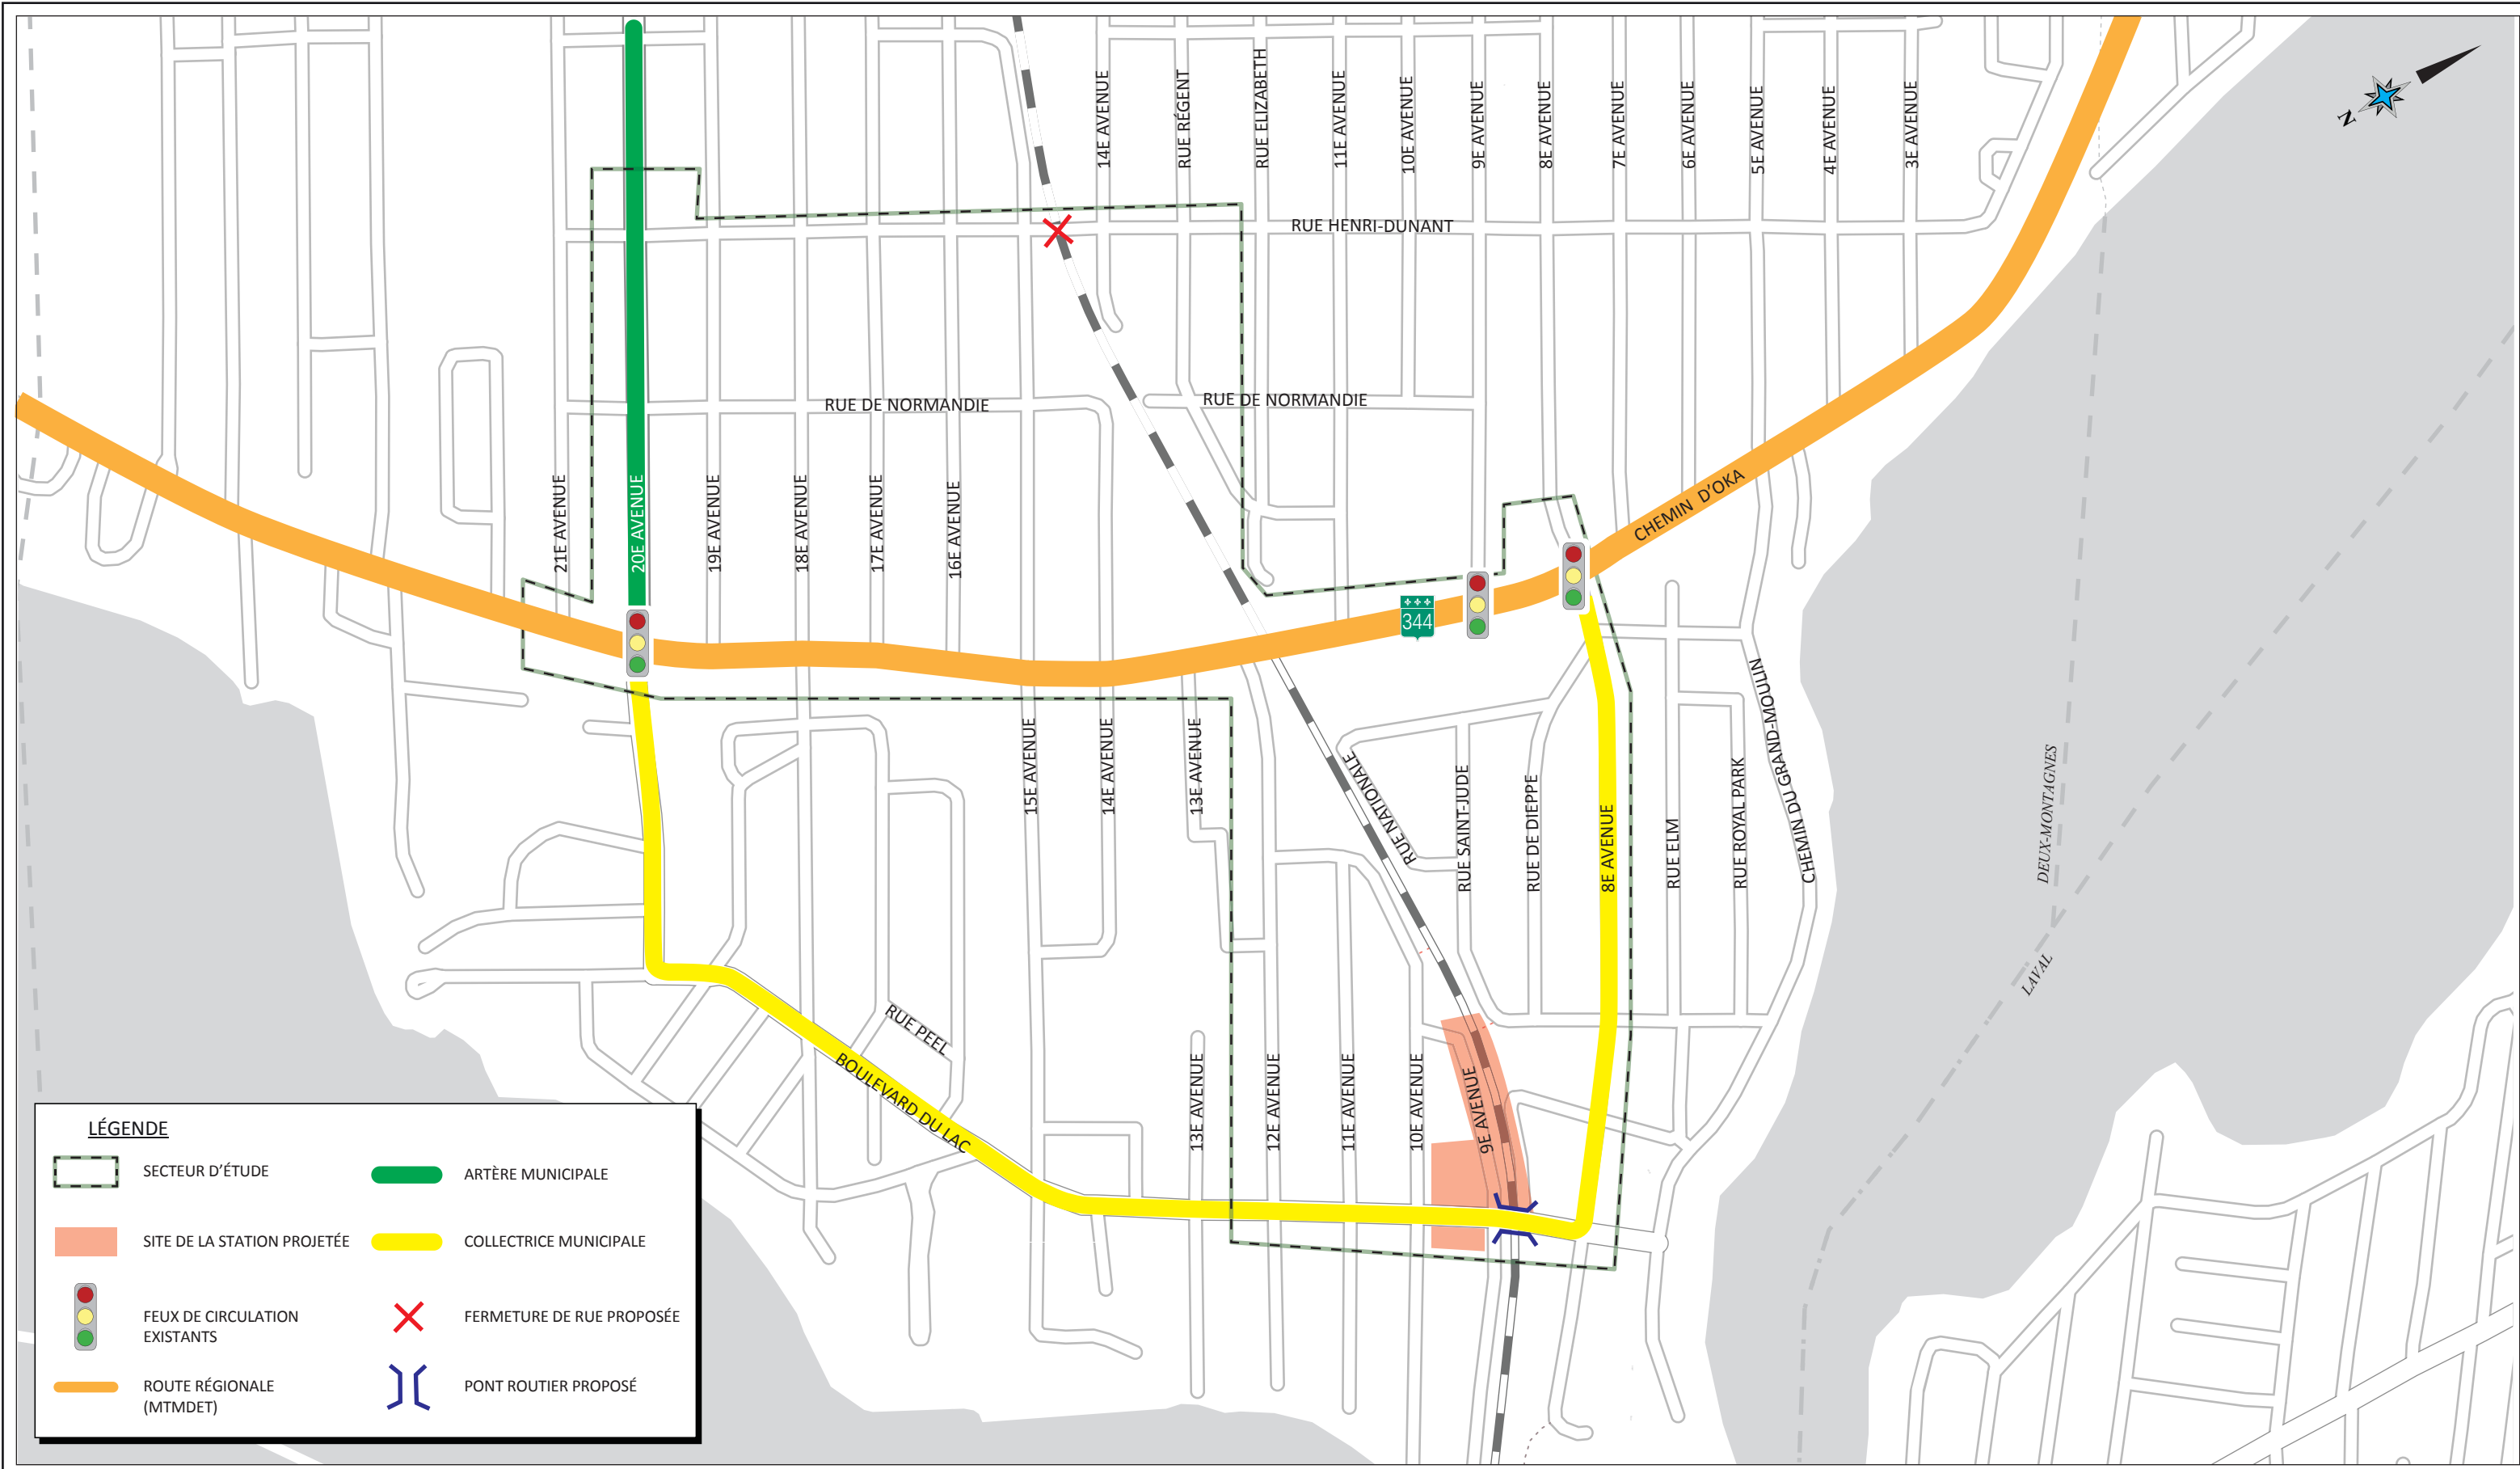 14E AVENUE
RUE RÉGENT
RUE ELIZABETH
11E AVENUE
10E AVENUE
9E AVENUE
8E AVENUE
7E AVENUE
6E AVENUE
5E AVENUE
4E AVENUE
3E AVENUE
N
RUE HENRI-DUNANT
RUE DE NORMANDIE
RUE DE NORMANDIE
21E AVENUE
20E AVENUE
19E AVENUE
18E AVENUE
17E AVENUE
16E AVENUE
CHEMIN D'OKA
344
15E AVENUE
14E AVENUE
13E AVENUE
RUE NATIONALE
RUE SAINT-JUDE
RUE DE DIEPPE
8E AVENUE
RUE ELM
RUE ROYAL PARK
CHEMIN DU GRAND-MOULIN
DEUX-MONTAGNES
LAVAL
RUE PEEL
BOULEVARD DU LAC
13E AVENUE
12E AVENUE
11E AVENUE
10E AVENUE
9E AVENUE
LÉGENDE
SECTEUR D'ÉTUDE
ARTÈRE MUNICIPALE
SITE DE LA STATION PROJETÉE
COLLECTRICE MUNICIPALE
FEUX DE CIRCULATION
EXISTANTS
FERMETURE DE RUE PROPOSÉE
ROUTE RÉGIONALE
(MTMDET)
PONT ROUTIER PROPOSÉ